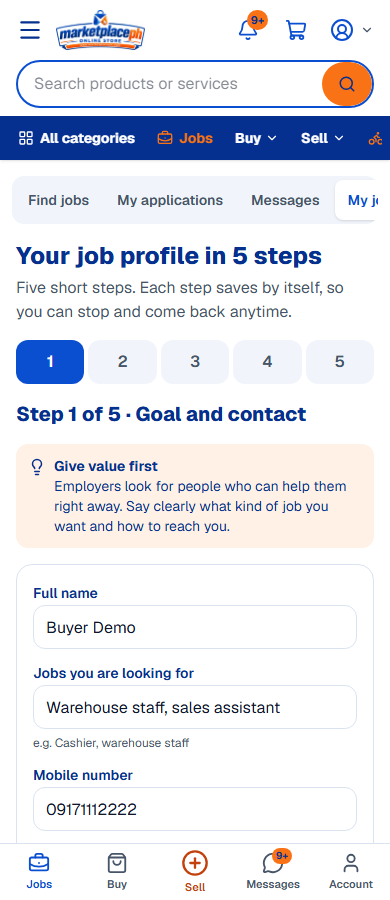 marketplaceph
ONLINE STORE
9+
Search products or services
All categories
Jobs
Buy
Sell
Find jobs
My applications
Messages
My jo
Your job profile in 5 steps
Five short steps. Each step saves by itself, so
you can stop and come back anytime.
1
2
3
4
5
Step 1 of 5 · Goal and contact
Give value first
Employers look for people who can help them
right away. Say clearly what kind of job you
want and how to reach you.
Full name
Buyer Demo
Jobs you are looking for
Warehouse staff, sales assistant
e.g. Cashier, warehouse staff
Mobile number
09171112222
9+
Jobs
Buy
Sell
Messages
Account